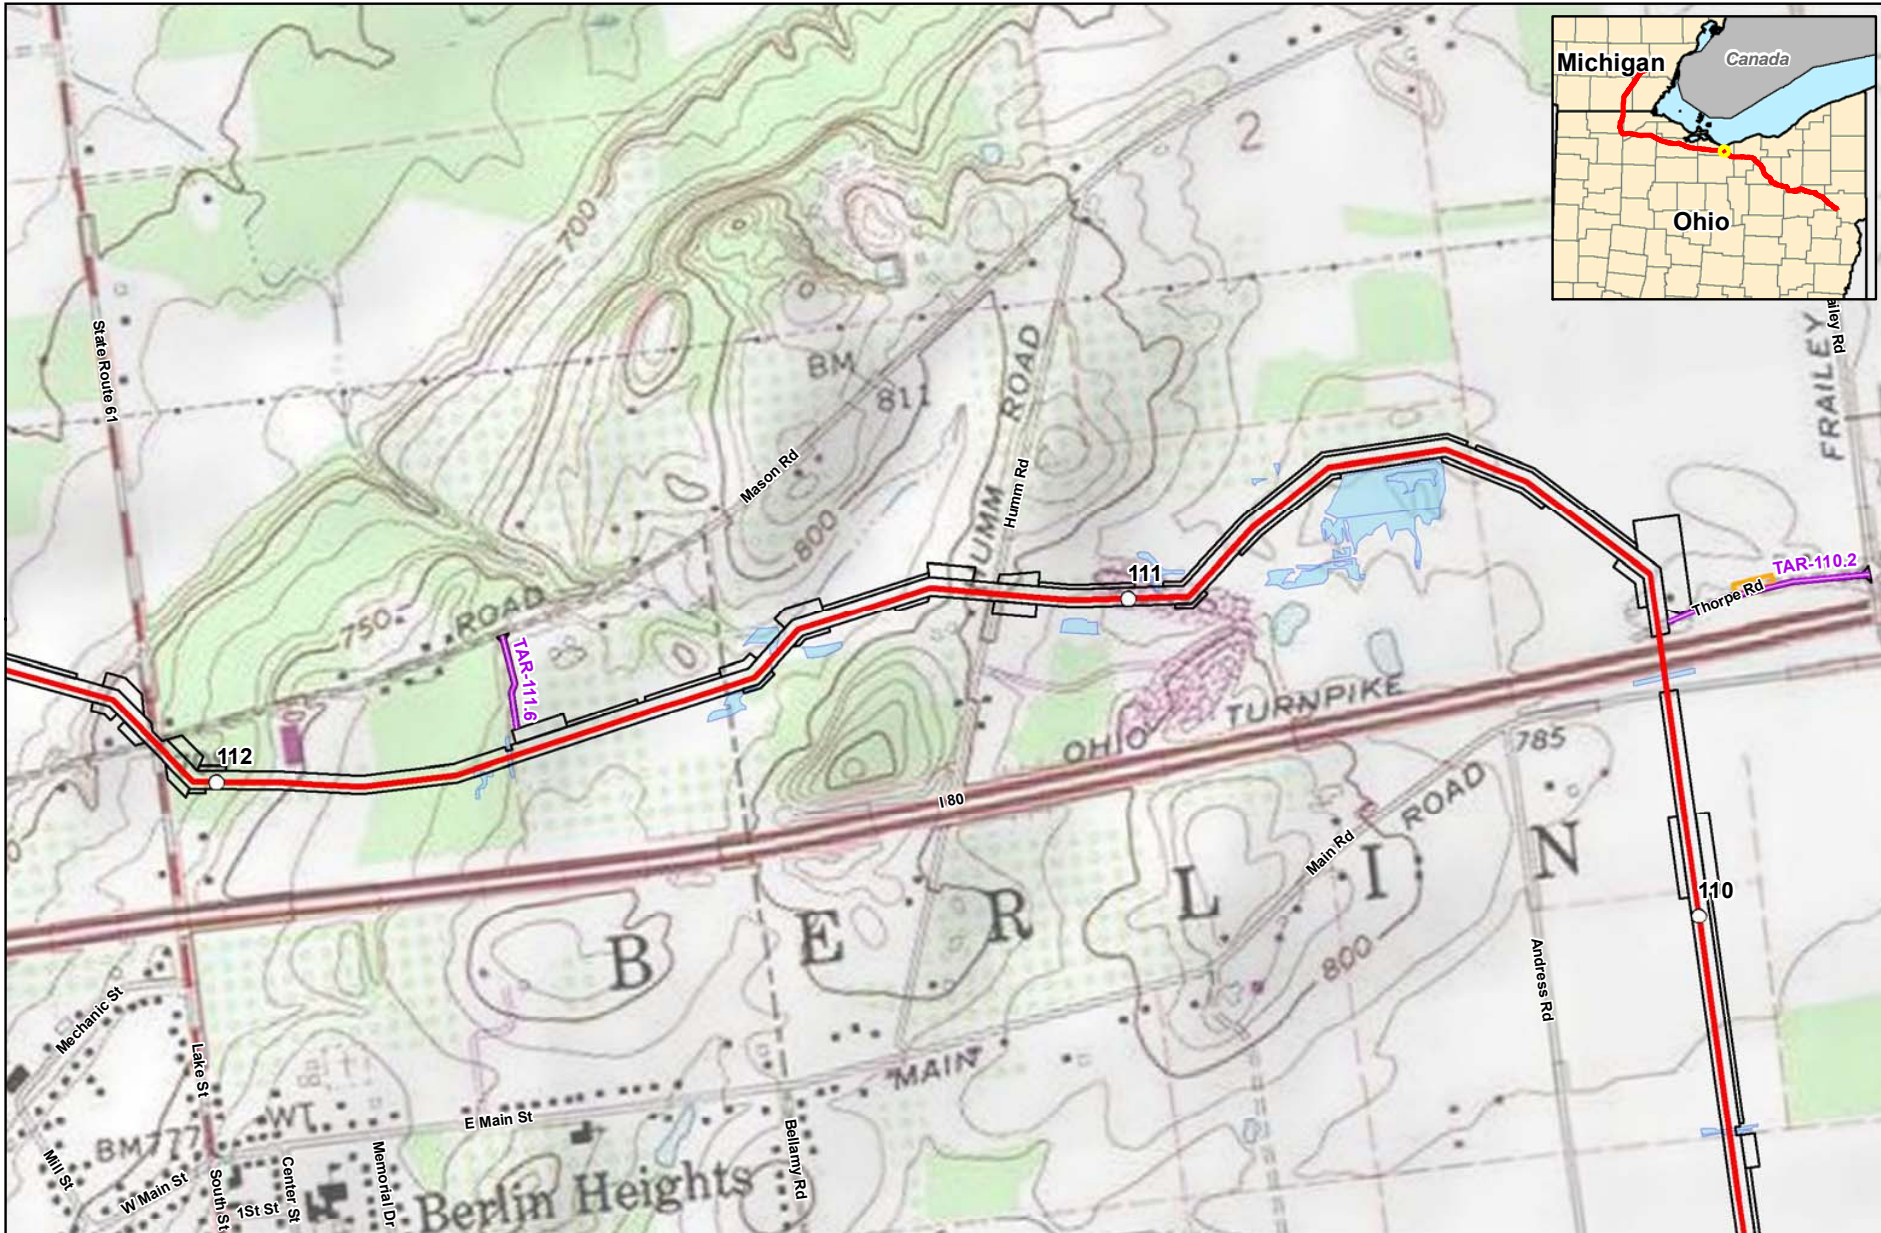 Michigan
Canada
Ohio
2
700
State Route 61
BM
811
ROAD
HUMM
Humm Rd
Mason Rd
800
FRAILEY
ailey Rd
111
TAR-110.2
Thorpe Rd
ROAD
750
TAR-111.6
112
OHIO
TURNPIKE
I 80
785
ROAD
Main Rd
BERLIN
110
800
Andress Rd
Mechanic St
Lake St
MAIN
WT
E Main St
BM777
Mill St
W Main St
South St
1St St
Center St
Memorial Dr
Berlin Heights
Bellamy Rd